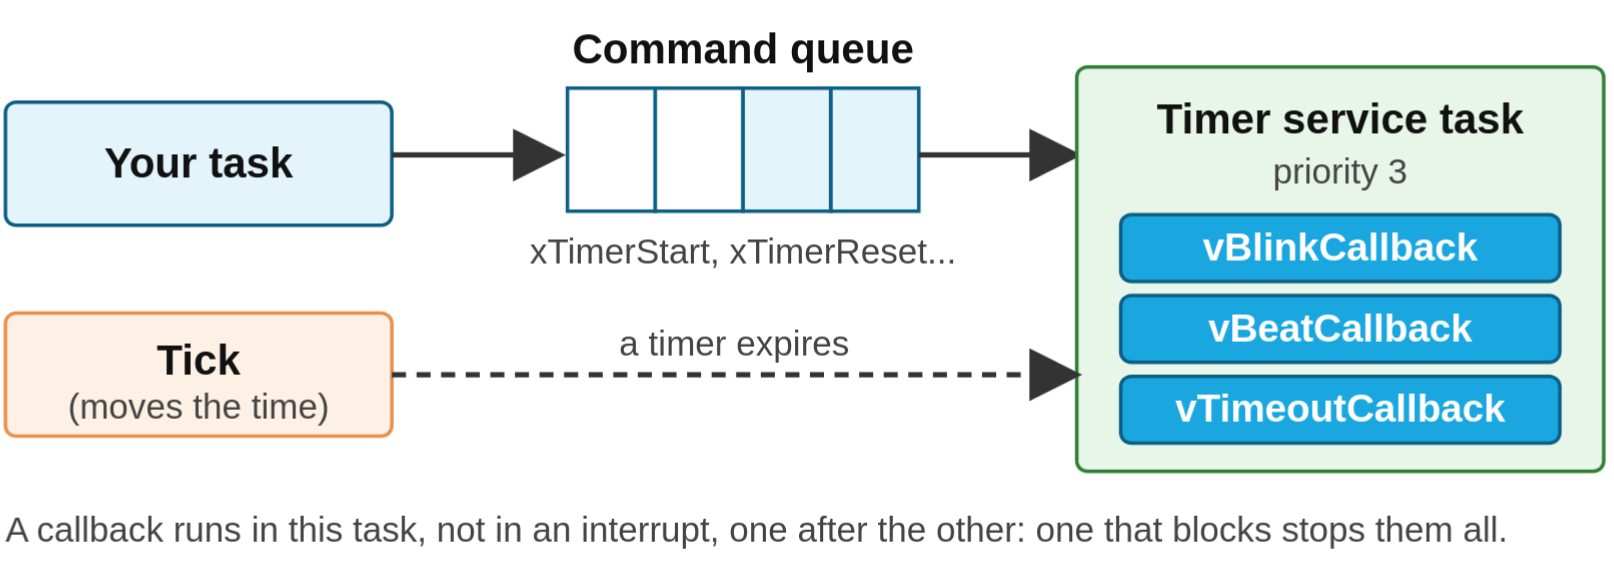 Command queue
Your task
Timer service task
priority 3
vBlinkCallback
xTimerStart, xTimerReset...
vBeatCallback
a timer expires
Tick
(moves the time)
vTimeoutCallback
A callback runs in this task, not in an interrupt, one after the other: one that blocks stops them all.